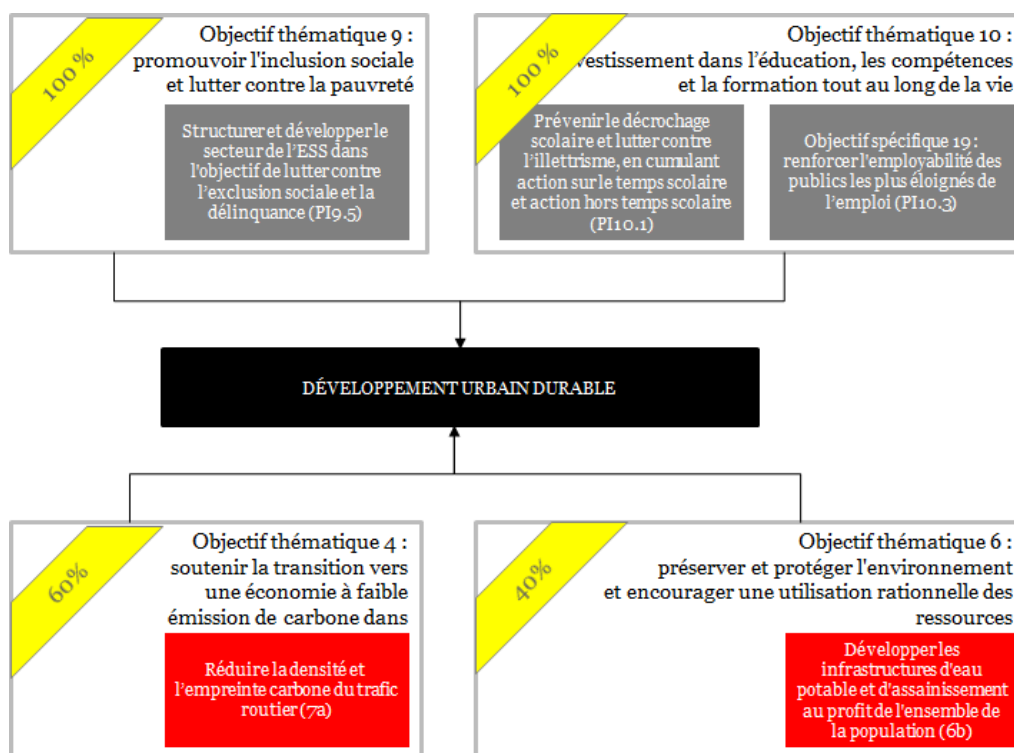 100 %
Objectif thématique 9 :
promouvoir l'inclusion sociale
et lutter contre la pauvreté
Structurer et développer le
secteur de l'ESS dans
l'objectif de lutter contre
l'exclusion sociale et la
délinquance (PI9.5)
100 %
Objectif thématique 10 :
vestissement dans l’éducation, les compétences
et la formation tout au long de la vie
Prévenir le décrochage
scolaire et lutter contre
l’illettrisme, en cumulant
action sur le temps scolaire
et action hors temps scolaire
(PI10.1)
Objectif spécifique 19 :
renforcer l’employabilité des
publics les plus éloignés de
l’emploi (PI10.3)
DÉVELOPPEMENT URBAIN DURABLE
60%
Objectif thématique 4 :
soutenir la transition vers
une économie à faible
émission de carbone dans
Réduire la densité et
l’empreinte carbone du trafic
routier (7a)
40%
Objectif thématique 6 :
préserver et protéger l'environnement
et encourager une utilisation rationnelle des
ressources
Développer les
infrastructures d'eau
potable et d'assainissement
au profit de l'ensemble de
la population (6b)